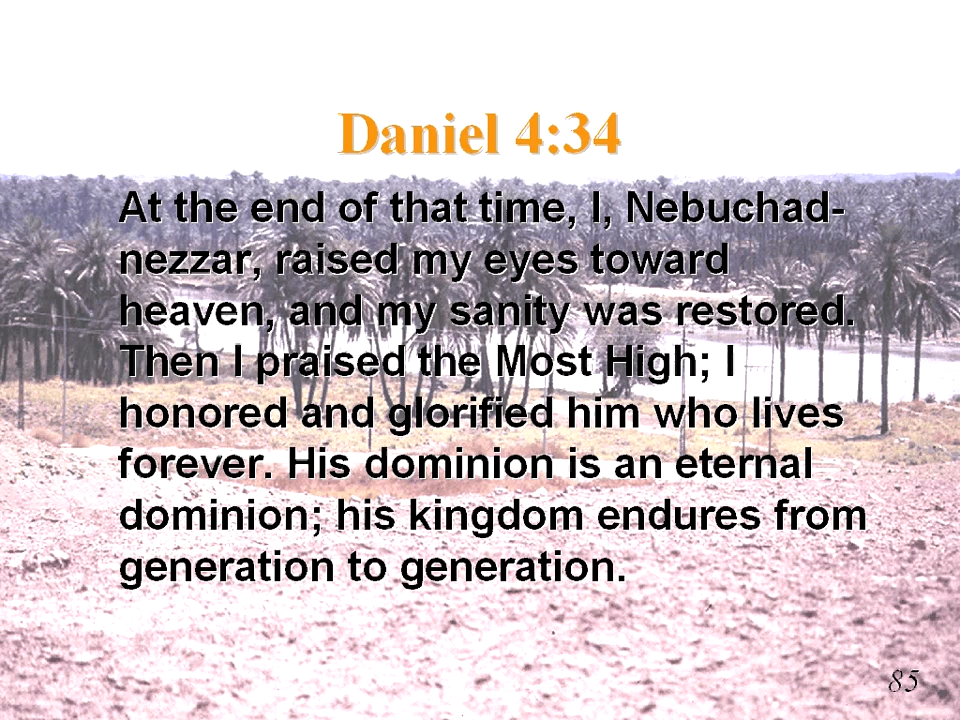 Daniel 4:34
At the end of that time, I, Nebuchad-
nezzar, raised my eyes toward
heaven, and my sanity was restored.
Then I praised the Most High; I
honored and glorified him who lives
forever. His dominion is an eternal
dominion; his kingdom endures from
generation to generation.
85